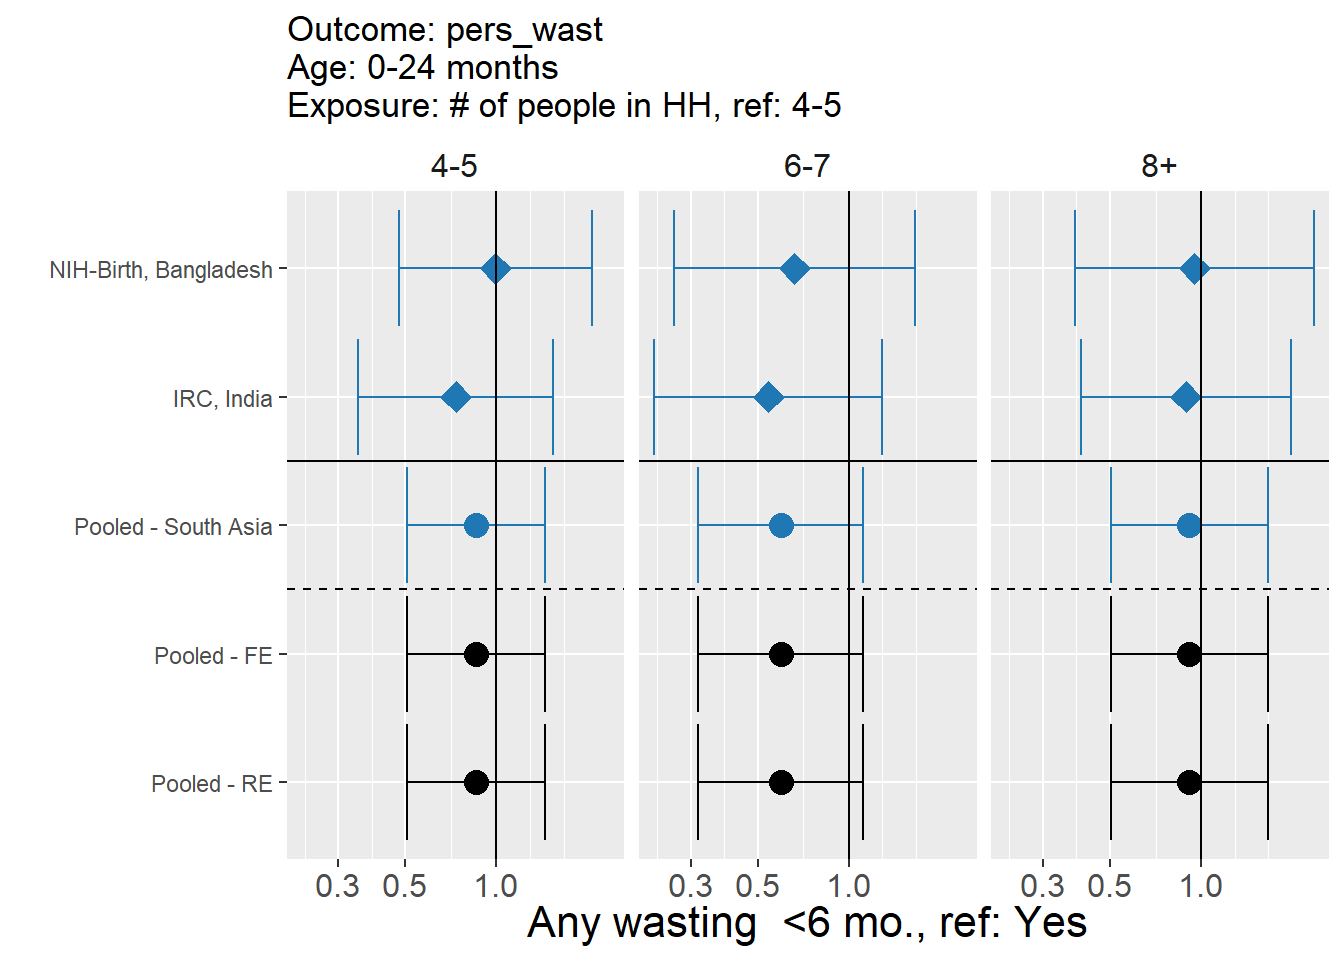 Outcome: pers_wast
Age: 0-24 months
Exposure: # of people in HH, ref: 4-5
4-5 6-7 8+
NIH-Birth, Bangladesh
IRC, India
Pooled - South Asia
Pooled - FE
Pooled - RE
0.3 0.5 1.0 0.3 0.5 1.0 0.3 0.5 1.0
Any wasting  <6 mo., ref: Yes